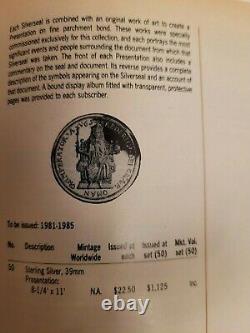 Each Silverseal is combined with an original work of art to create a
Presentation on fine parchment bond. These works were specially
commissioned exclusively for this collection, and each portrays the most
significant events and people surrounding the document from which that
Silverseal was taken. The front of each Presentation also includes a
commentary on the seal and document. Its reverse provides a complete
description of the symbols appearing on the Silverseal and an account of
that document. A bound display album fitted with transparent, protective
pages was provided to each subscriber.
To be issued: 1981-1985
No. Description Mintage Worldwide Issued at each Issued at set (50) Mkt. Val. set (50)
50 Sterling Silver, 39mm
Presentation:
8-1/4' x 11' N.A. $22.50 $1,125 Inc